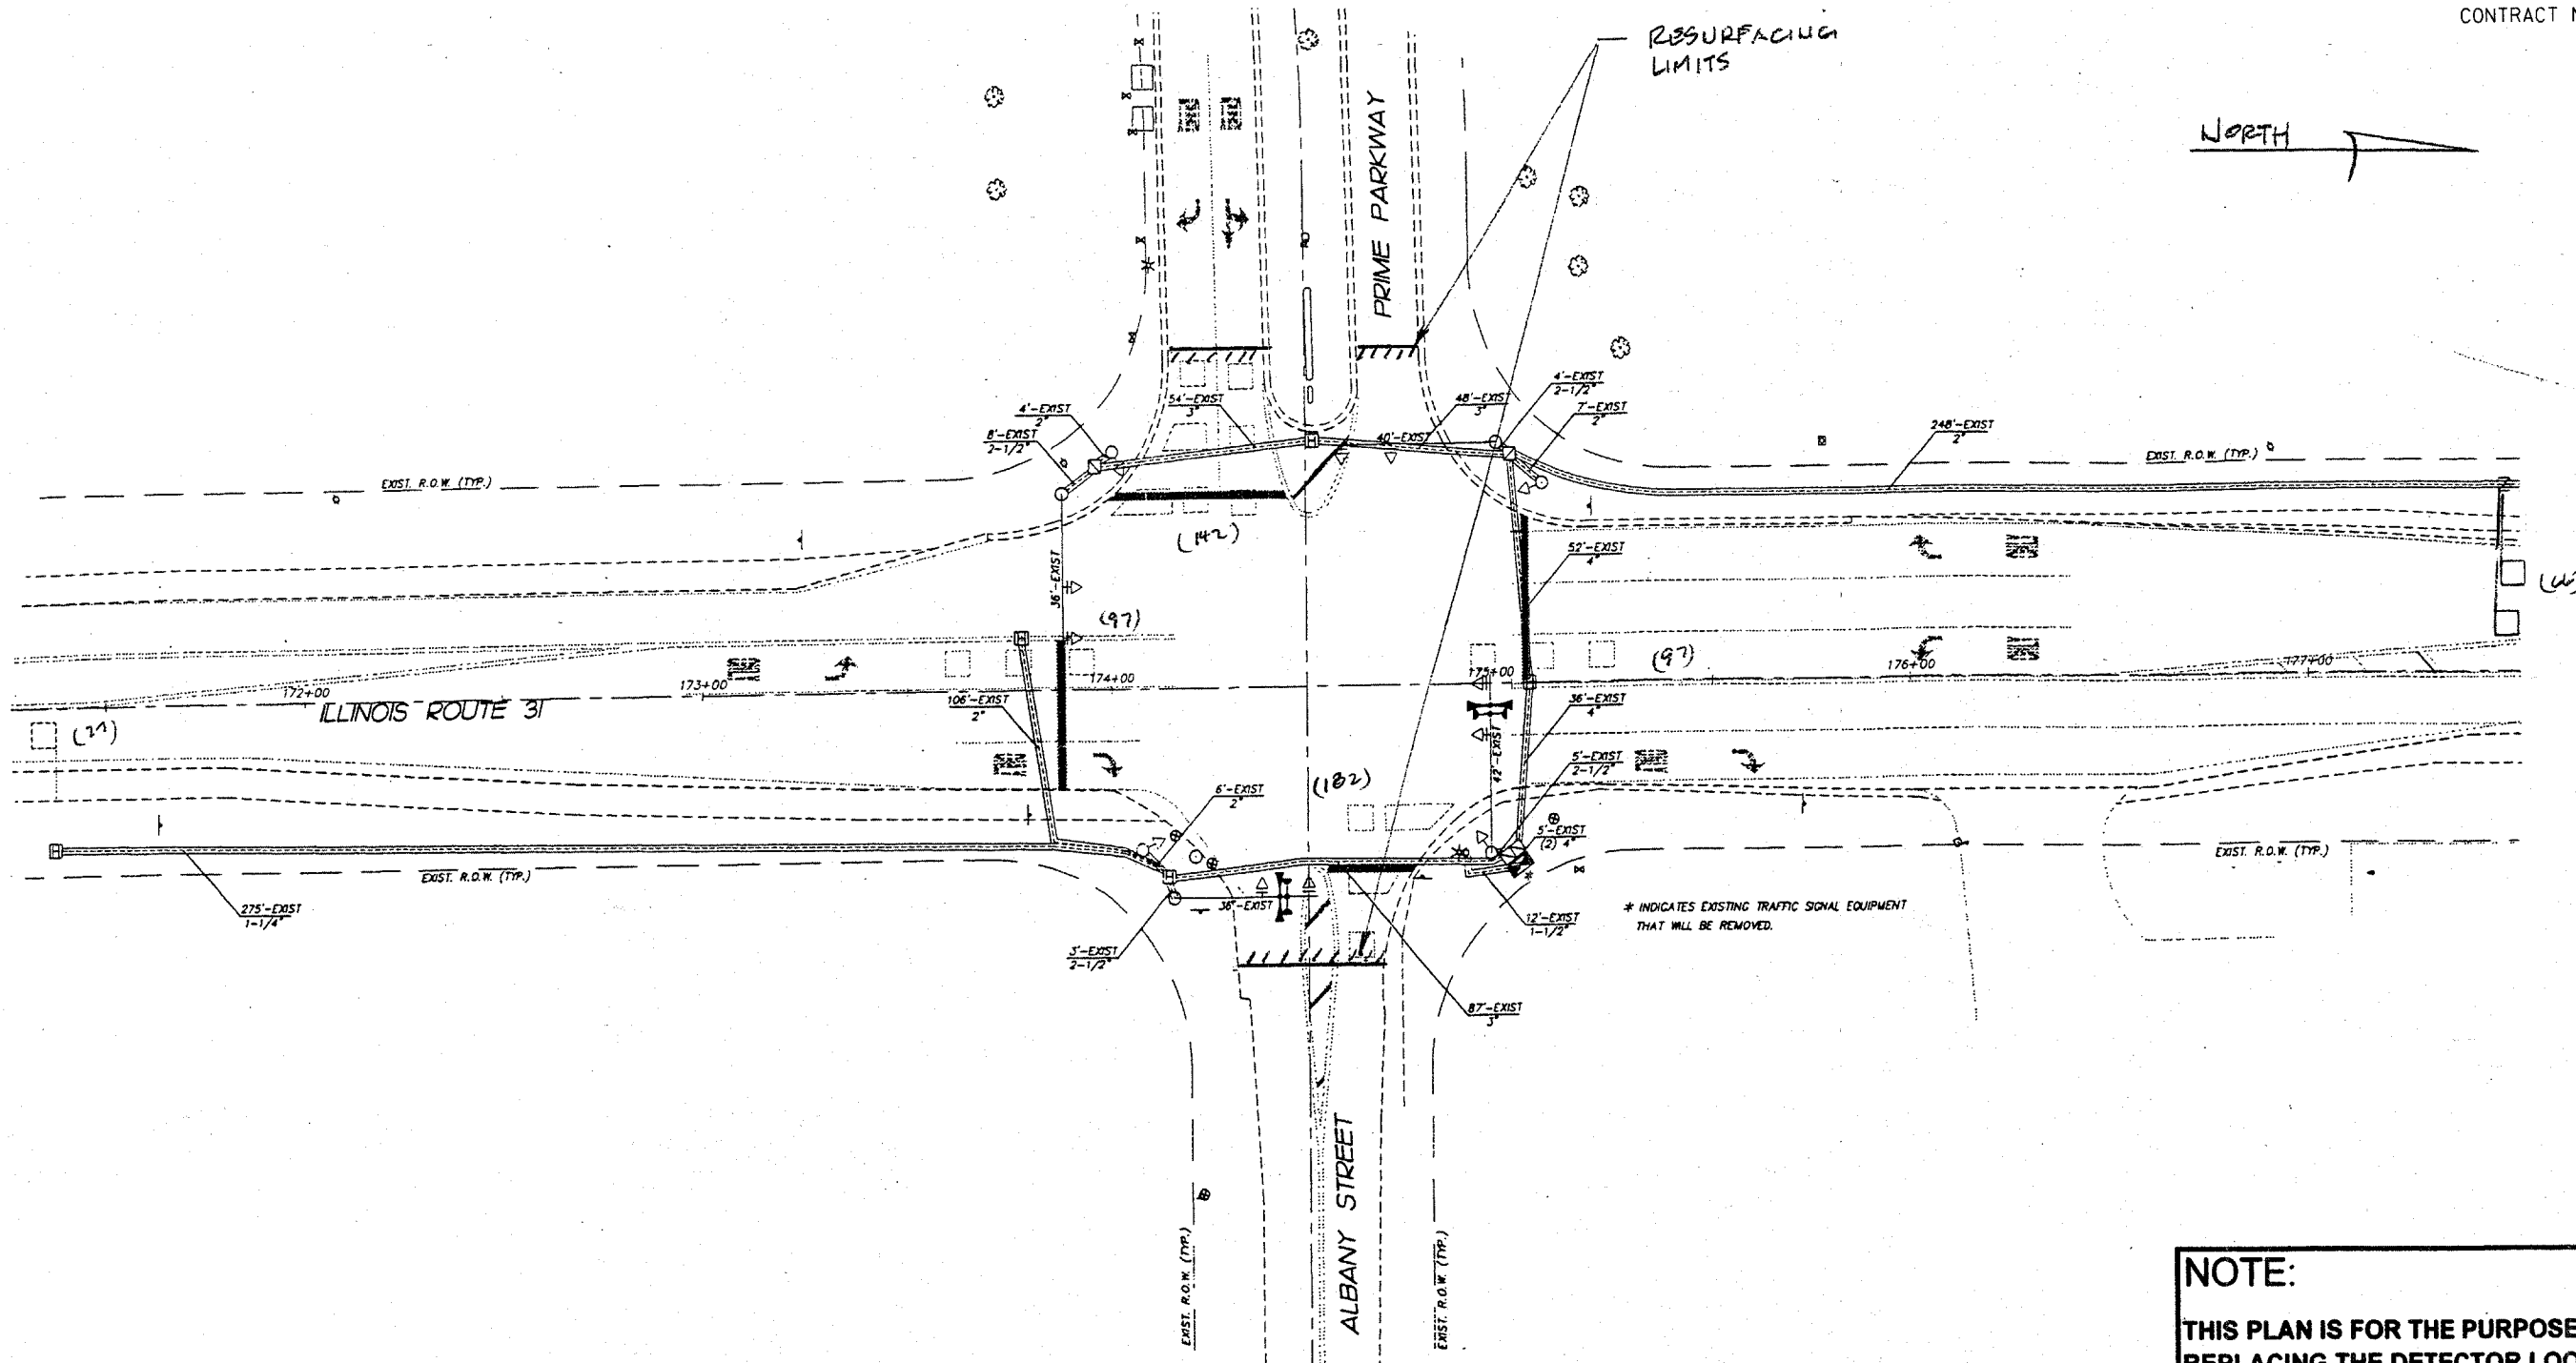 CONTRACT
RESURFACING
LIMITS
NORTH
PRIME PARKWAY
4'-EXIST
2"
8'-EXIST
2-1/2"
54'-EXIST
3"
40'-EXIST
48'-EXIST
3"
4'-EXIST
2-1/2"
7'-EXIST
2"
248'-EXIST
2"
EXIST. R.O.W. (TYP.)
EXIST. R.O.W. (TYP.)
(142)
36'-EXIST
52'-EXIST
4"
(97)
(97)
172+00
173+00
174+00
175+00
176+00
177+00
ILLINOIS ROUTE 31
106'-EXIST
2"
36'-EXIST
4"
42'-EXIST
5'-EXIST
2-1/2"
6'-EXIST
2"
(182)
5'-EXIST
(2) 4"
EXIST. R.O.W. (TYP.)
EXIST. R.O.W. (TYP.)
275'-EXIST
1-1/4"
36'-EXIST
12'-EXIST
1-1/2"
* INDICATES EXISTING TRAFFIC SIGNAL EQUIPMENT
THAT WILL BE REMOVED.
2-1/2"
87'-EXIST
3"
ALBANY STREET
EXIST. R.O.W. (TYP.)
EXIST. R.O.W. (TYP.)
NOTE:
THIS PLAN IS FOR THE PURPOSE
REPLACING THE DETECTOR